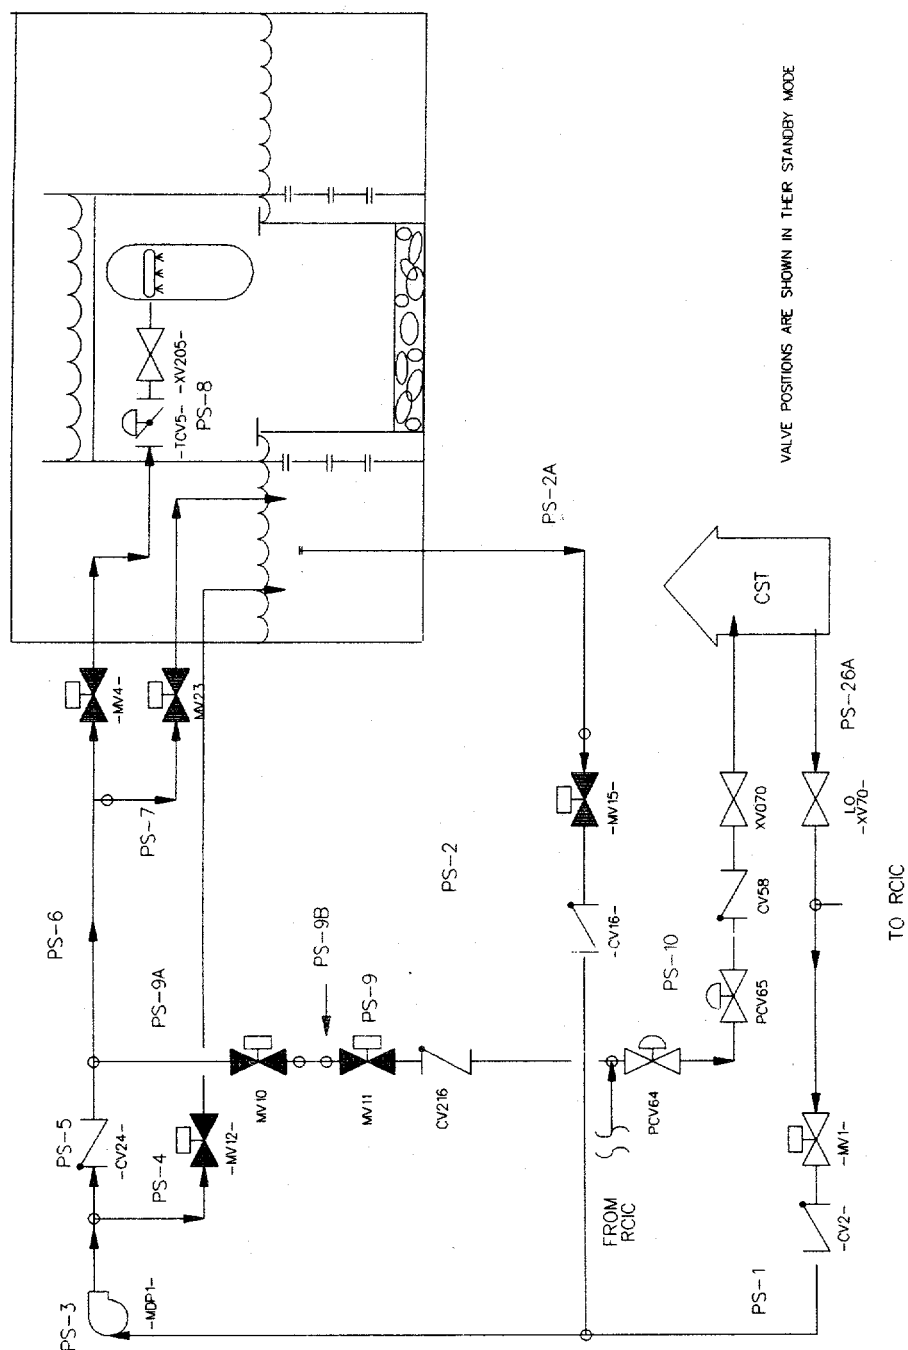 VALVE POSITIONS ARE SHOWN IN THEIR STANDBY MODE
-TCV5-
-XV205-
PS-8
PS-2A
-MV4-
MV23
CST
PS-26A
PS-7
PS-2
-MV15-
XV070
LO
-XV70-
PS-6
PS-9A
PS-9B
PS-9
-CV16-
CV58
TO RCIC
PS-10
PCV65
MV10
MV11
CV216
PCV64
PS-5
-CV24-
PS-4
-MV12-
FROM
RCIC
-MV1-
-CV2-
PS-3
-MDP1-
PS-1